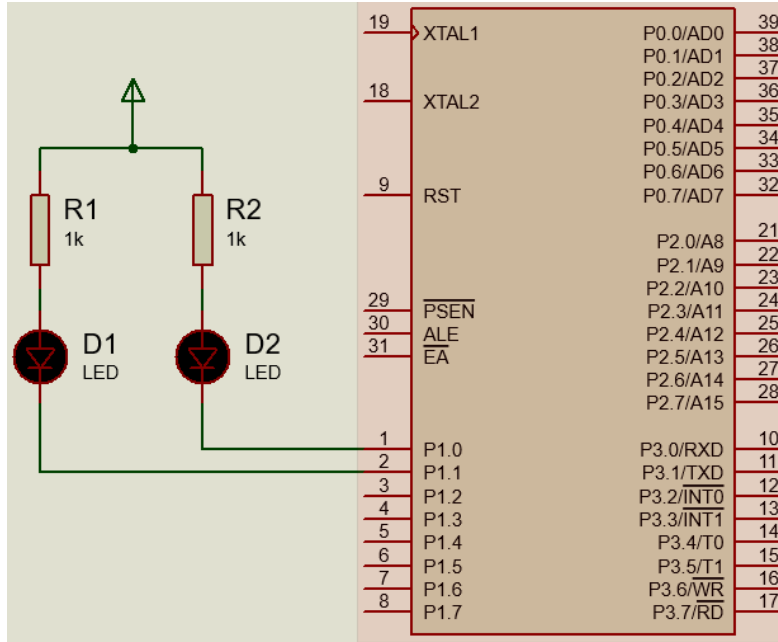 R1
1k
R2
1k
D1
LED
D2
LED
19
XTAL1
18
XTAL2
9
RST
29
PSEN
30
ALE
31
EA
1
P1.0
2
P1.1
3
P1.2
4
P1.3
5
P1.4
6
P1.5
7
P1.6
8
P1.7
P0.0/AD0
39
P0.1/AD1
38
P0.2/AD2
37
P0.3/AD3
36
P0.4/AD4
35
P0.5/AD5
34
P0.6/AD6
33
P0.7/AD7
32
P2.0/A8
21
P2.1/A9
22
P2.2/A10
23
P2.3/A11
24
P2.4/A12
25
P2.5/A13
26
P2.6/A14
27
P2.7/A15
28
P3.0/RXD
10
P3.1/TXD
11
P3.2/INT0
12
P3.3/INT1
13
P3.4/T0
14
P3.5/T1
15
P3.6/WR
16
P3.7/RD
17